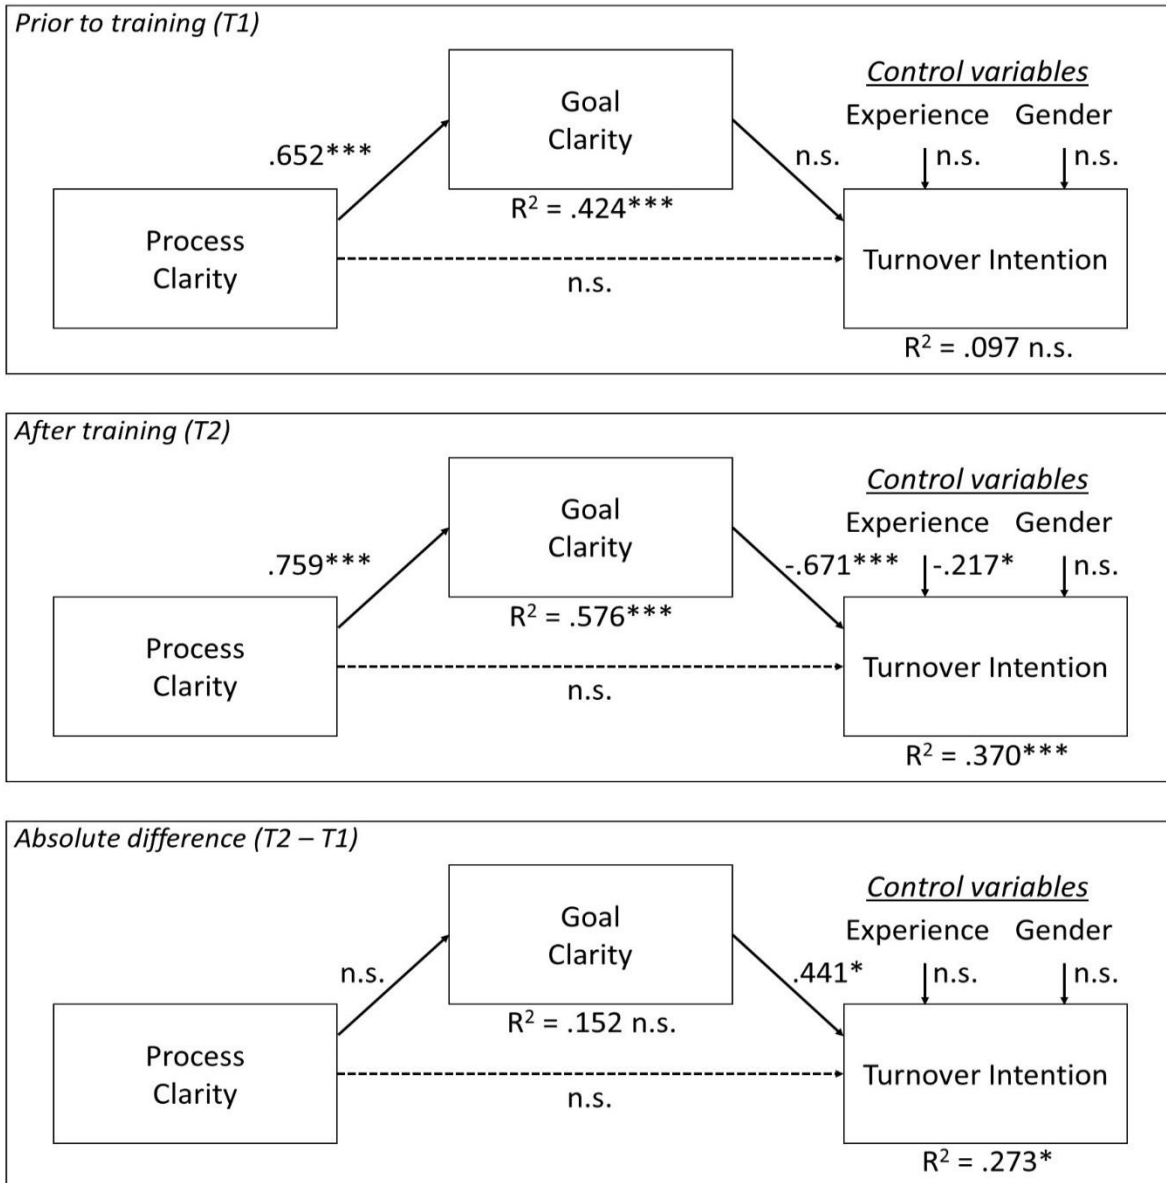 Prior to training (T1)
Goal
Clarity
Control variables
Experience Gender
.652***
n.s.
n.s.
n.s.
R² = .424***
Process
Clarity
n.s.
Turnover Intention
R² = .097 n.s.
After training (T2)
Goal
Clarity
Control variables
Experience Gender
.759***
-.671***
-.217*
n.s.
R² = .576***
Process
Clarity
n.s.
Turnover Intention
R² = .370***
Absolute difference (T2 – T1)
Goal
Clarity
Control variables
Experience Gender
n.s.
.441*
n.s.
n.s.
R² = .152 n.s.
Process
Clarity
n.s.
Turnover Intention
R² = .273*